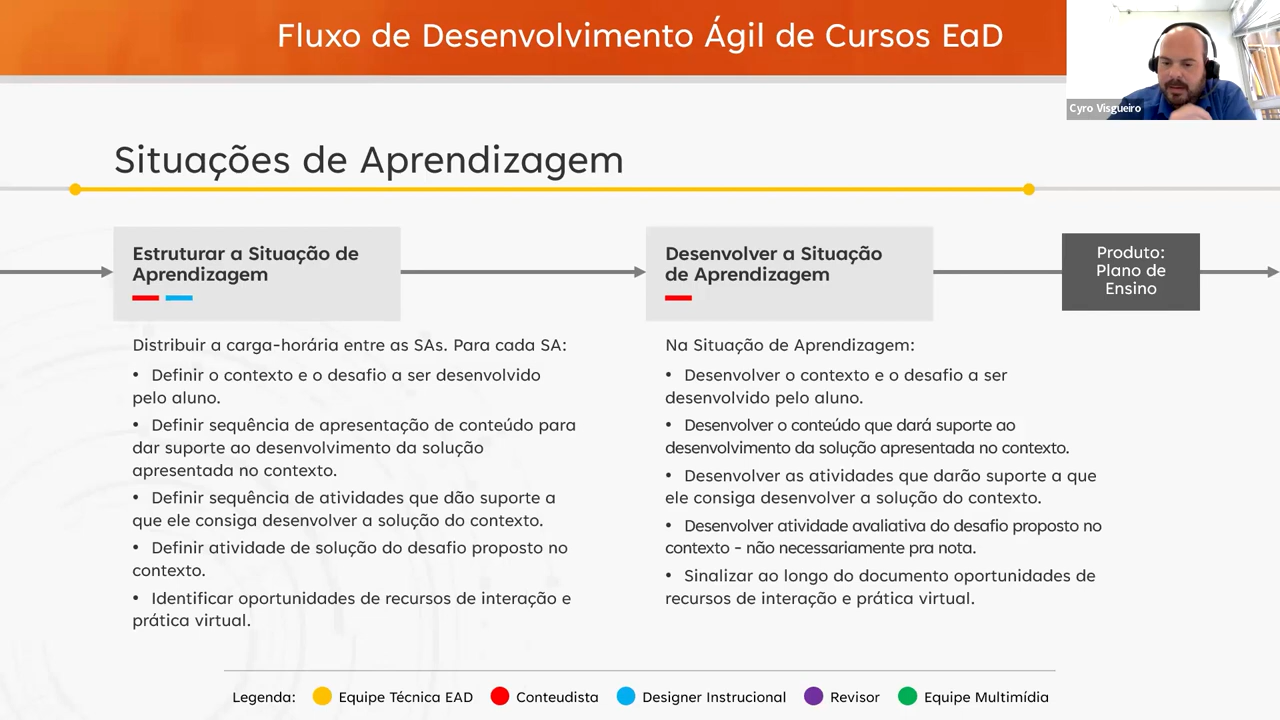 Fluxo de Desenvolvimento Ágil de Cursos EaD
Cyro Visgueiro
Situações de Aprendizagem
Estruturar a Situação de
Aprendizagem
Distribuir a carga-horária entre as SAs. Para cada SA:
• Definir o contexto e o desafio a ser desenvolvido
pelo aluno.
• Definir sequência de apresentação de conteúdo para
dar suporte ao desenvolvimento da solução
apresentada no contexto.
• Definir sequência de atividades que dão suporte a
que ele consiga desenvolver a solução do contexto.
• Definir atividade de solução do desafio proposto no
contexto.
• Identificar oportunidades de recursos de interação e
prática virtual.
Desenvolver a Situação
de Aprendizagem
Na Situação de Aprendizagem:
• Desenvolver o contexto e o desafio a ser
desenvolvido pelo aluno.
• Desenvolver o conteúdo que dará suporte ao
desenvolvimento da solução apresentada no contexto.
• Desenvolver as atividades que darão suporte a que
ele consiga desenvolver a solução do contexto.
• Desenvolver atividade avaliativa do desafio proposto no
contexto - não necessariamente pra nota.
• Sinalizar ao longo do documento oportunidades de
recursos de interação e prática virtual.
Produto:
Plano de
Ensino
Legenda: Equipe Técnica EAD Conteudista Designer Instrucional Revisor Equipe Multimídia